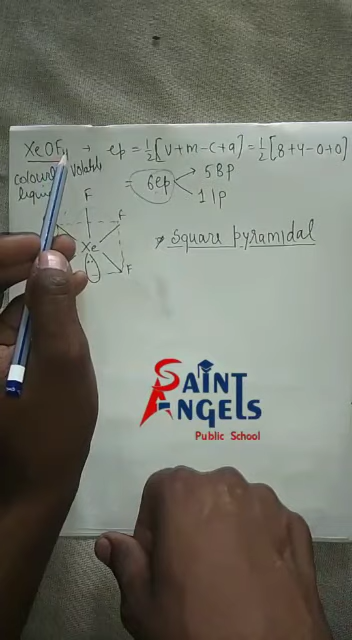 XeOF4 → ep = 1/2[V+m-c+a] = 1/2[8+4-0+0]
colourless volatile = 6ep 5BP
liquid 1lP
F
F
Xe → Square pyramidal
F
SAINT
ANGELS
Public School